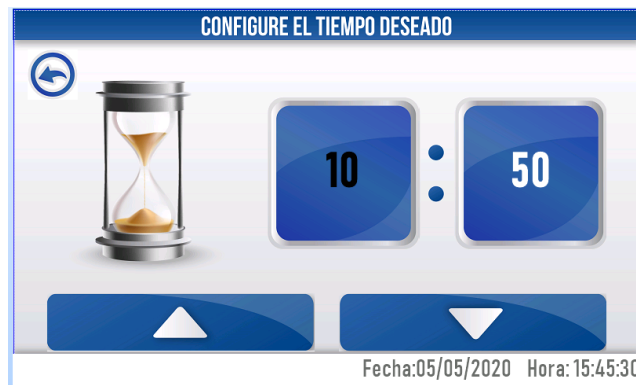 CONFIGURE EL TIEMPO DESEADO
10 : 50
Fecha:05/05/2020 Hora: 15:45:30